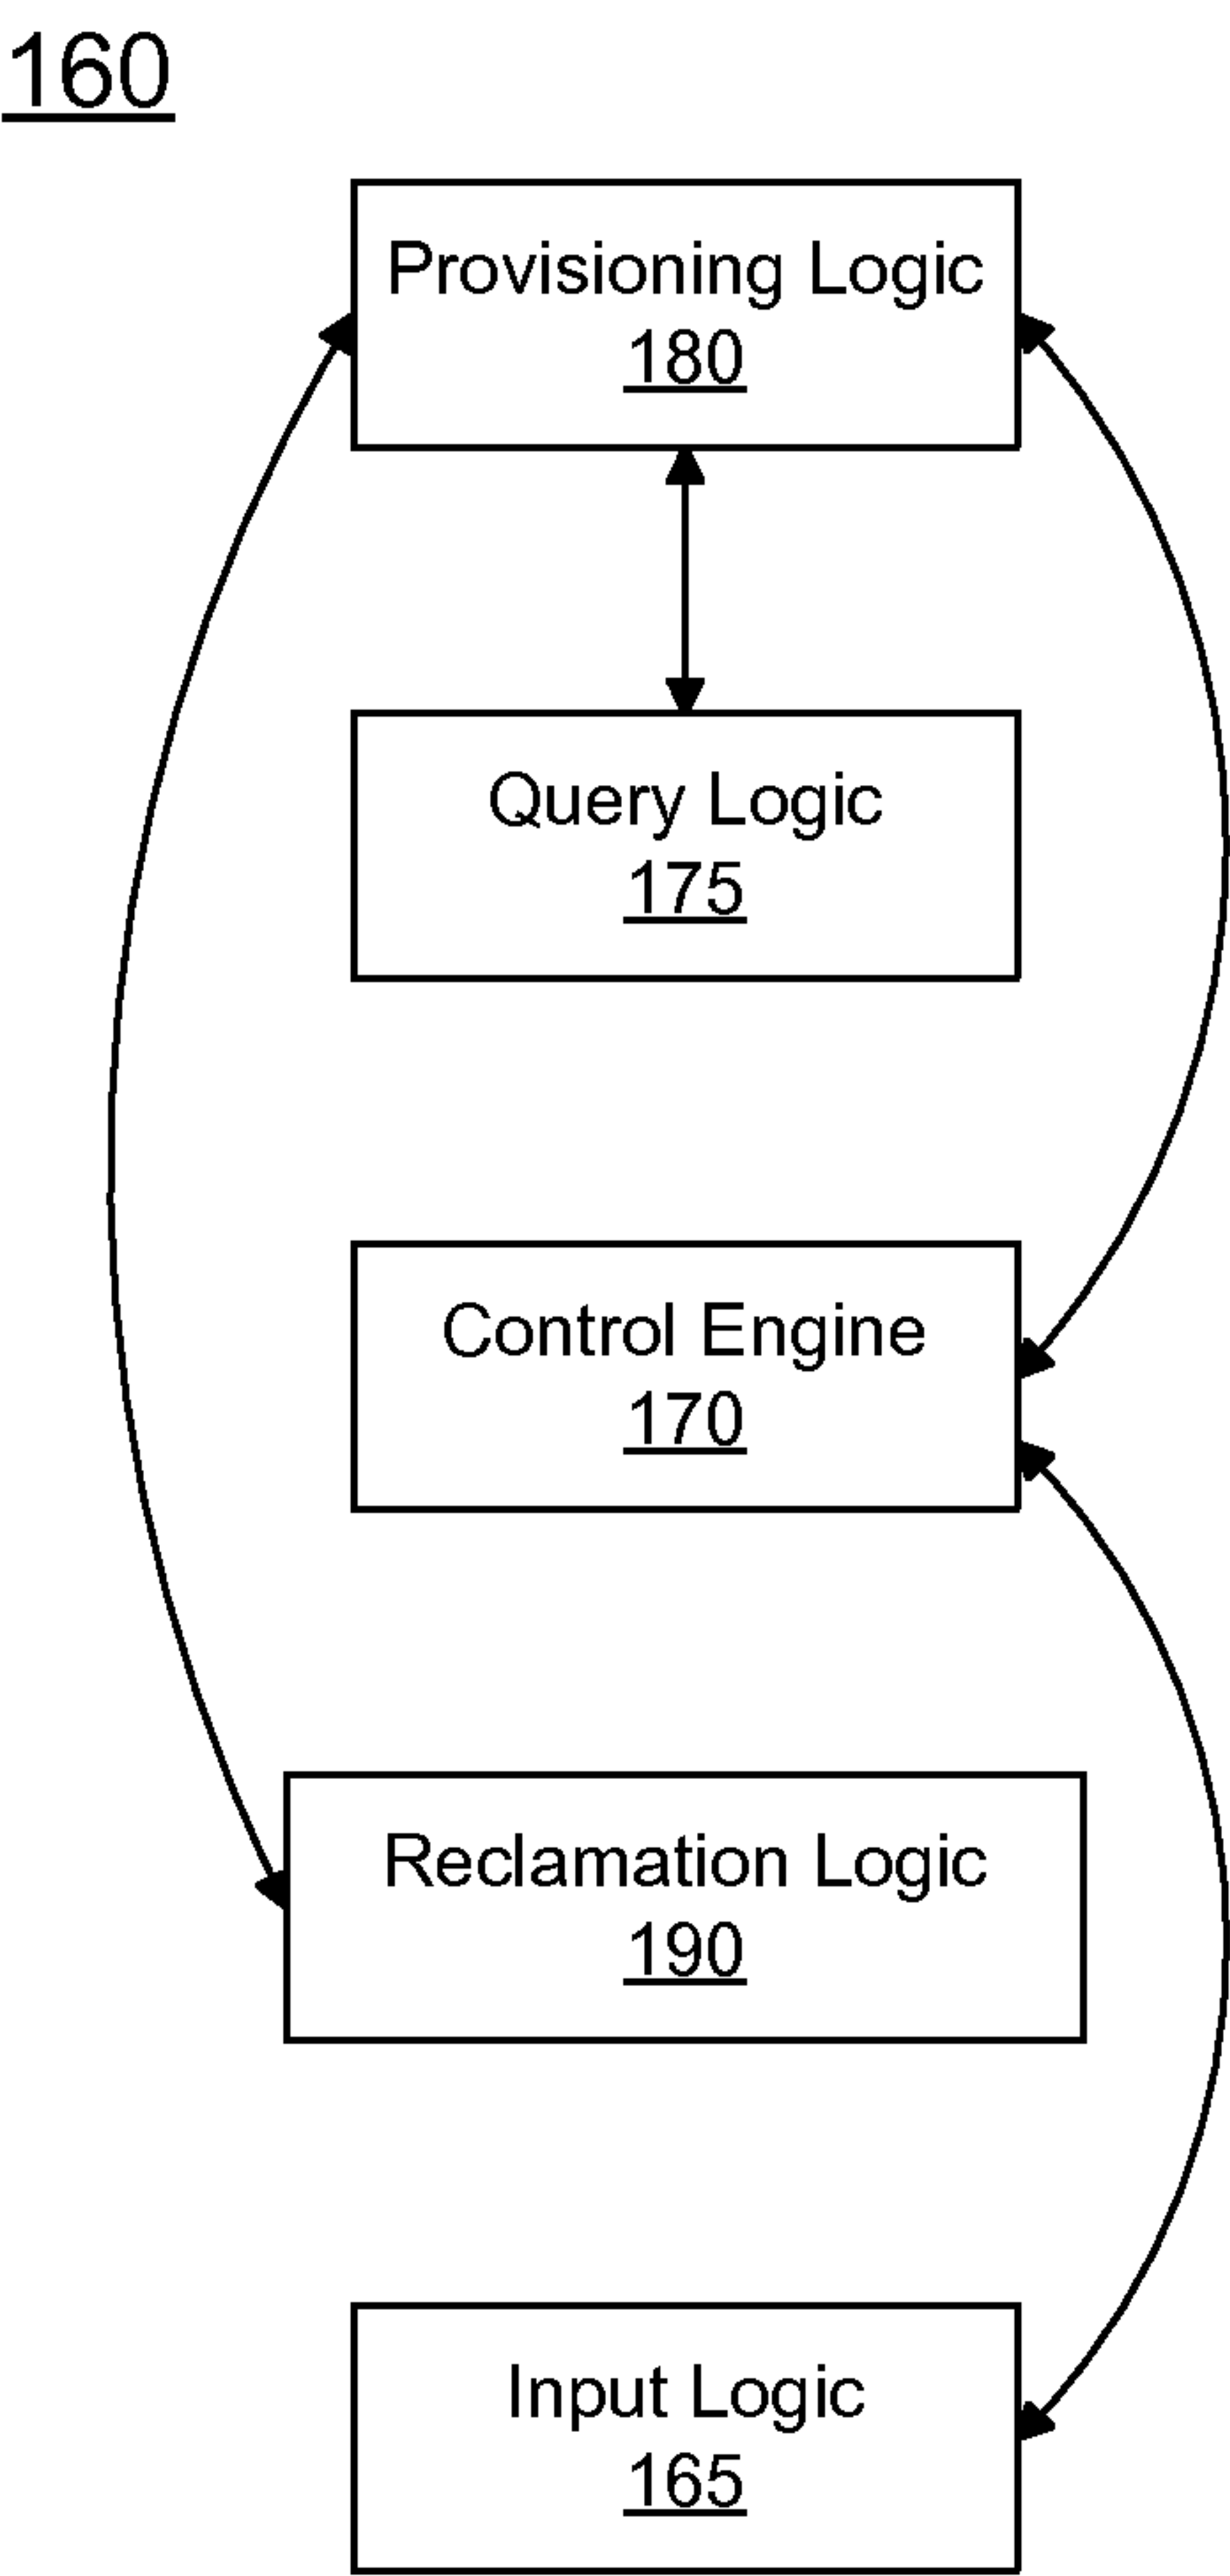 160
Provisioning Logic
180
Query Logic
175
Control Engine
170
Reclamation Logic
190
Input Logic
165